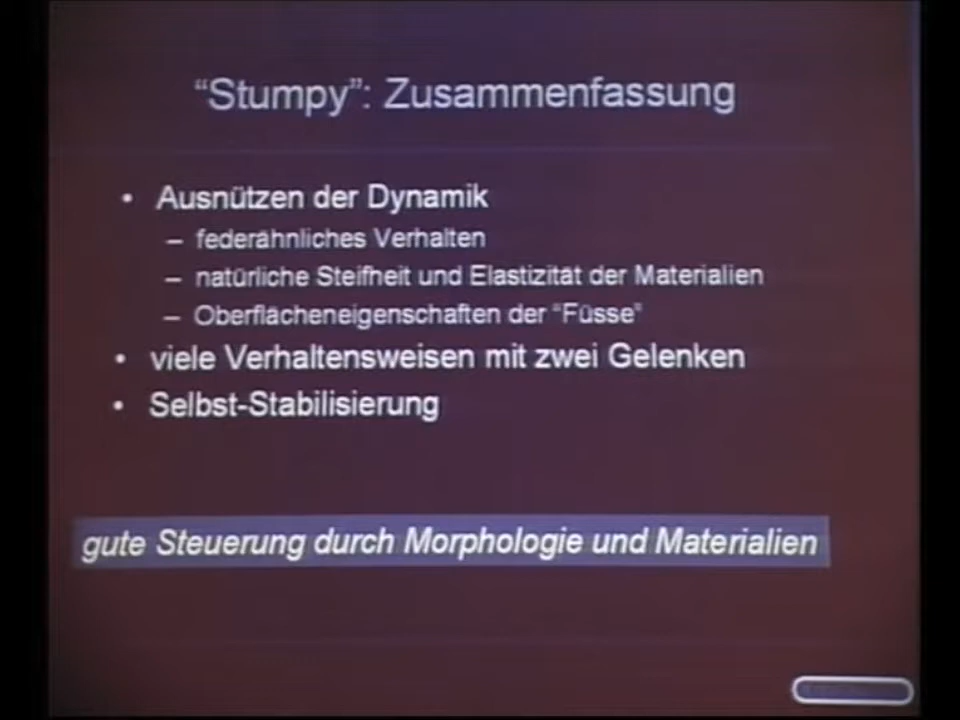 “Stumpy”: Zusammenfassung
• Ausnützen der Dynamik
– federähnliches Verhalten
– natürliche Steifheit und Elastizität der Materialien
– Oberflächeneigenschaften der “Füsse”
• viele Verhaltensweisen mit zwei Gelenken
• Selbst-Stabilisierung
gute Steuerung durch Morphologie und Materialien